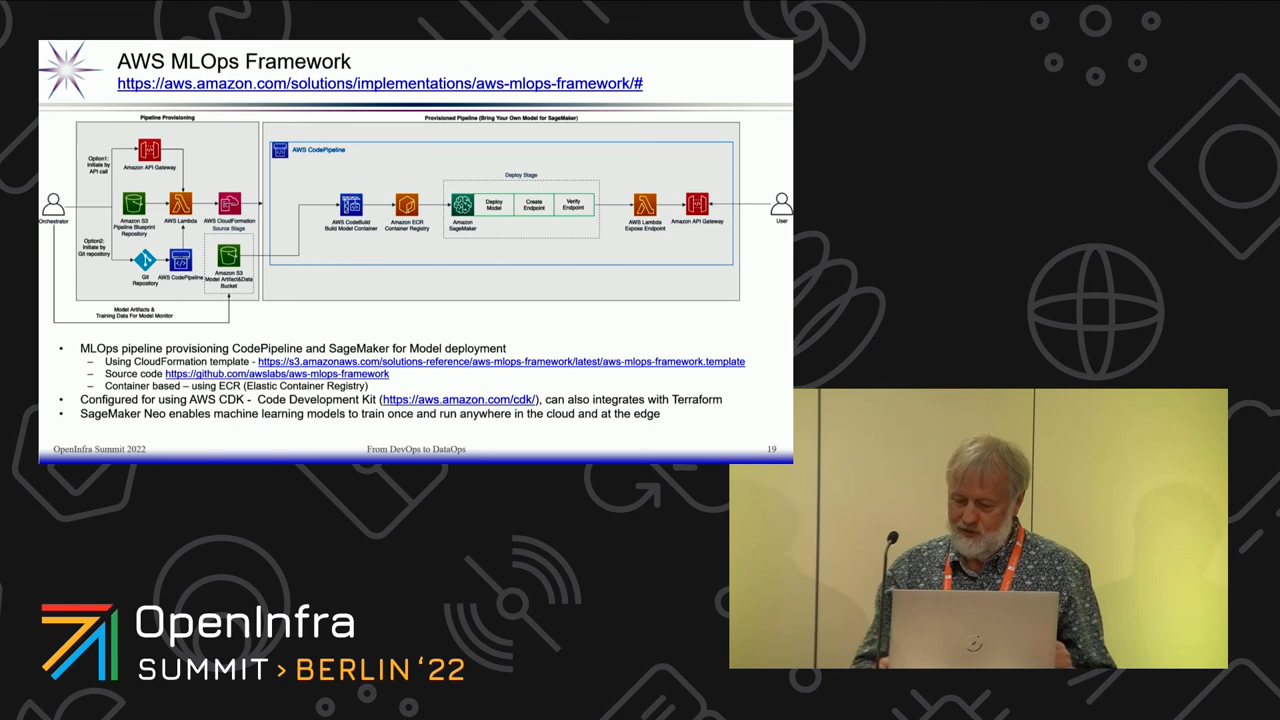 AWS MLOps Framework
https://aws.amazon.com/solutions/implementations/aws-mlops-framework/#
Pipeline Provisioning
Provisioned Pipeline (Bring Your Own Model for SageMaker)
Option1:
Initiate by
API call
Amazon API Gateway
AWS CodePipeline
Deploy Stage
Orchestrator
Amazon S3
Pipeline Blueprint
Repository
AWS Lambda
AWS CloudFormation
Source Stage
AWS CodeBuild
Build Model Container
Amazon ECR
Container Registry
Amazon
SageMaker
Deploy
Model
Create
Endpoint
Verify
Endpoint
AWS Lambda
Expose Endpoint
Amazon API Gateway
User
Option2:
Initiate by
Git repository
Git
Repository
AWS CodePipeline
Amazon S3
Model Artifact&Data
Bucket
Model Artifacts &
Training Data For Model Monitor
• MLOps pipeline provisioning CodePipeline and SageMaker for Model deployment
– Using CloudFormation template - https://s3.amazonaws.com/solutions-reference/aws-mlops-framework/latest/aws-mlops-framework.template
– Source code https://github.com/awslabs/aws-mlops-framework
– Container based – using ECR (Elastic Container Registry)
• Configured for using AWS CDK - Code Development Kit (https://aws.amazon.com/cdk/), can also integrates with Terraform
• SageMaker Neo enables machine learning models to train once and run anywhere in the cloud and at the edge
OpenInfra Summit 2022
From DevOps to DataOps
19
OpenInfra
SUMMIT > BERLIN ‘22